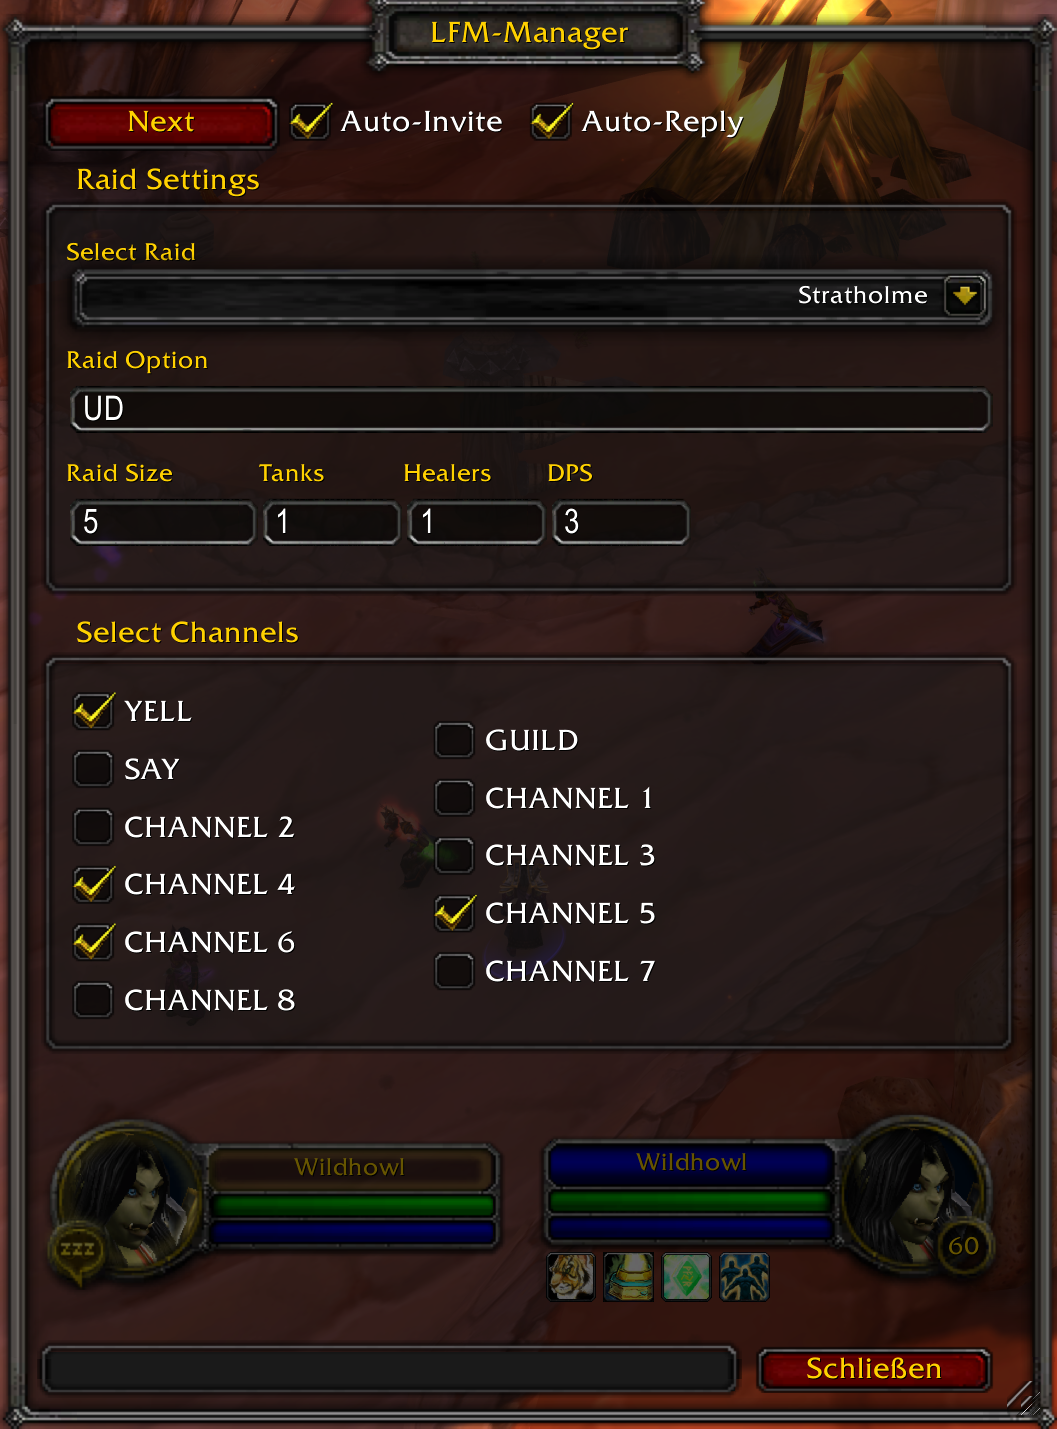 LFM-Manager
Next Auto-Invite Auto-Reply
Raid Settings
Select Raid
Stratholme
Raid Option
UD
Raid Size Tanks Healers DPS
5 1 1 3
Select Channels
YELL
SAY
CHANNEL 2
CHANNEL 4
CHANNEL 6
CHANNEL 8
GUILD
CHANNEL 1
CHANNEL 3
CHANNEL 5
CHANNEL 7
Wildhowl
zzz
Wildhowl
60
Schließen